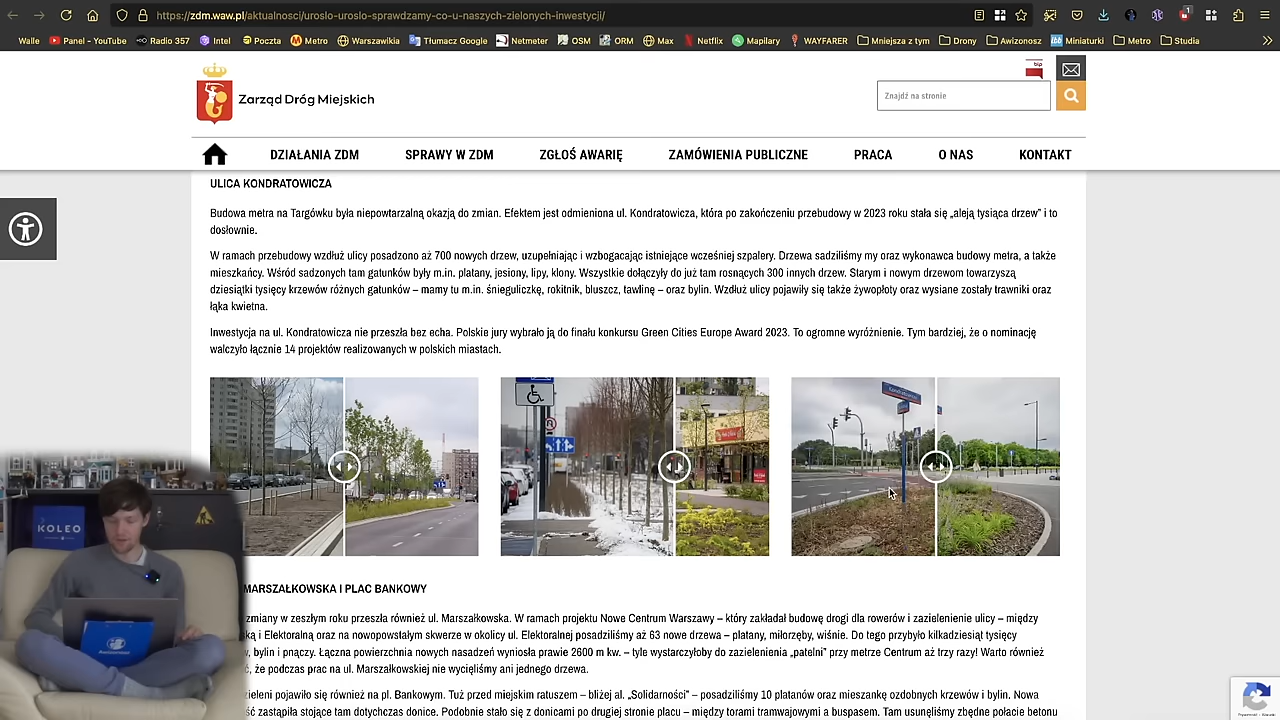 https://zdm.waw.pl/aktualnosci/uroslo-uroslo-sprawdzamy-co-u-naszych-zielonych-inwestycji/
Walle Panel - YouTube Radio 357 Intel Poczta Metro Warszawikia Tłumacz Google Netmeter OSM ORM Max Netflix Mapilary WAYFARER Mniejsza z tym Drony Awizonosz Miniaturki Metro Studia
bip
Zarząd Dróg Miejskich
Znajdź na stronie
DZIAŁANIA ZDM SPRAWY W ZDM ZGŁOŚ AWARIĘ ZAMÓWIENIA PUBLICZNE PRACA O NAS KONTAKT
ULICA KONDRATOWICZA
Budowa metra na Targówku była niepowtarzalną okazją do zmian. Efektem jest odmieniona ul. Kondratowicza, która po zakończeniu przebudowy w 2023 roku stała się „aleją tysiąca drzew” i to
dosłownie.
W ramach przebudowy wzdłuż ulicy posadzono aż 700 nowych drzew, uzupełniając i wzbogacając istniejące wcześniej szpalery. Drzewa sadziliśmy my oraz wykonawca budowy metra, a także
mieszkańcy. Wśród sadzonych tam gatunków były m.in. platany, jesiony, lipy, klony. Wszystkie dołączyły do już tam rosnących 300 innych drzew. Starym i nowym drzewom towarzyszą
dziesiątki tysięcy krzewów różnych gatunków – mamy tu m.in. śnieguliczkę, rokitnik, bluszcz, tawlinę – oraz bylin. Wzdłuż ulicy pojawiły się także żywopłoty oraz wysiane zostały trawniki oraz
łąka kwietna.
Inwestycja na ul. Kondratowicza nie przeszła bez echa. Polskie jury wybrało ją do finału konkursu Green Cities Europe Award 2023. To ogromne wyróżnienie. Tym bardziej, że o nominację
walczyło łącznie 14 projektów realizowanych w polskich miastach.
KOLEO
MARSZAŁKOWSKA I PLAC BANKOWY
zmiany w zeszłym roku przeszła również ul. Marszałkowska. W ramach projektu Nowe Centrum Warszawy – który zakładał budowę drogi dla rowerów i zazielenienie ulicy – między
ką i Elektoralną oraz na nowopowstałym skwerze w okolicy ul. Elektoralnej posadziliśmy aż 63 nowe drzewa – platany, miłorzęby, wiśnie. Do tego przybyło kilkadziesiąt tysięcy
, bylin i pnączy. Łączna powierzchnia nowych nasadzeń wyniosła prawie 2600 m kw. – tyle wystarczyłoby do zazielenienia „patelni” przy metrze Centrum aż trzy razy! Warto również
, że podczas prac na ul. Marszałkowskiej nie wycięliśmy ani jednego drzewa.
zieleni pojawiło się również na pl. Bankowym. Tuż przed miejskim ratuszem – bliżej al. „Solidarności” – posadziliśmy 10 platanów oraz mieszankę ozdobnych krzewów i bylin. Nowa
ść zastąpiła stojące tam dotychczas donice. Podobnie stało się z donicami po drugiej stronie placu – między torami tramwajowymi a buspasem. Tam usunęliśmy zbędne połacie betonu